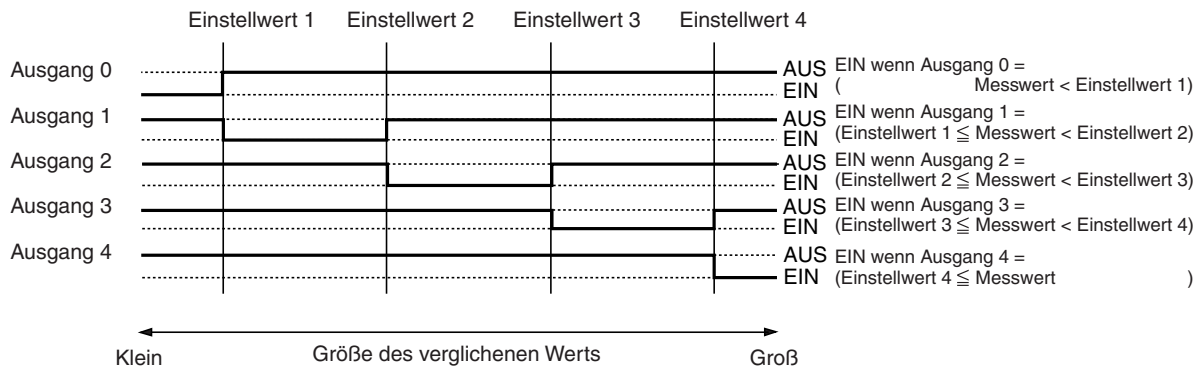 Einstellwert 1 Einstellwert 2 Einstellwert 3 Einstellwert 4
Ausgang 0 AUS EIN wenn Ausgang 0 =
EIN ( Messwert < Einstellwert 1)
Ausgang 1 AUS EIN wenn Ausgang 1 =
EIN (Einstellwert 1 ≦ Messwert < Einstellwert 2)
Ausgang 2 AUS EIN wenn Ausgang 2 =
EIN (Einstellwert 2 ≦ Messwert < Einstellwert 3)
Ausgang 3 AUS EIN wenn Ausgang 3 =
EIN (Einstellwert 3 ≦ Messwert < Einstellwert 4)
Ausgang 4 AUS EIN wenn Ausgang 4 =
EIN (Einstellwert 4 ≦ Messwert )
Klein Größe des verglichenen Werts Groß